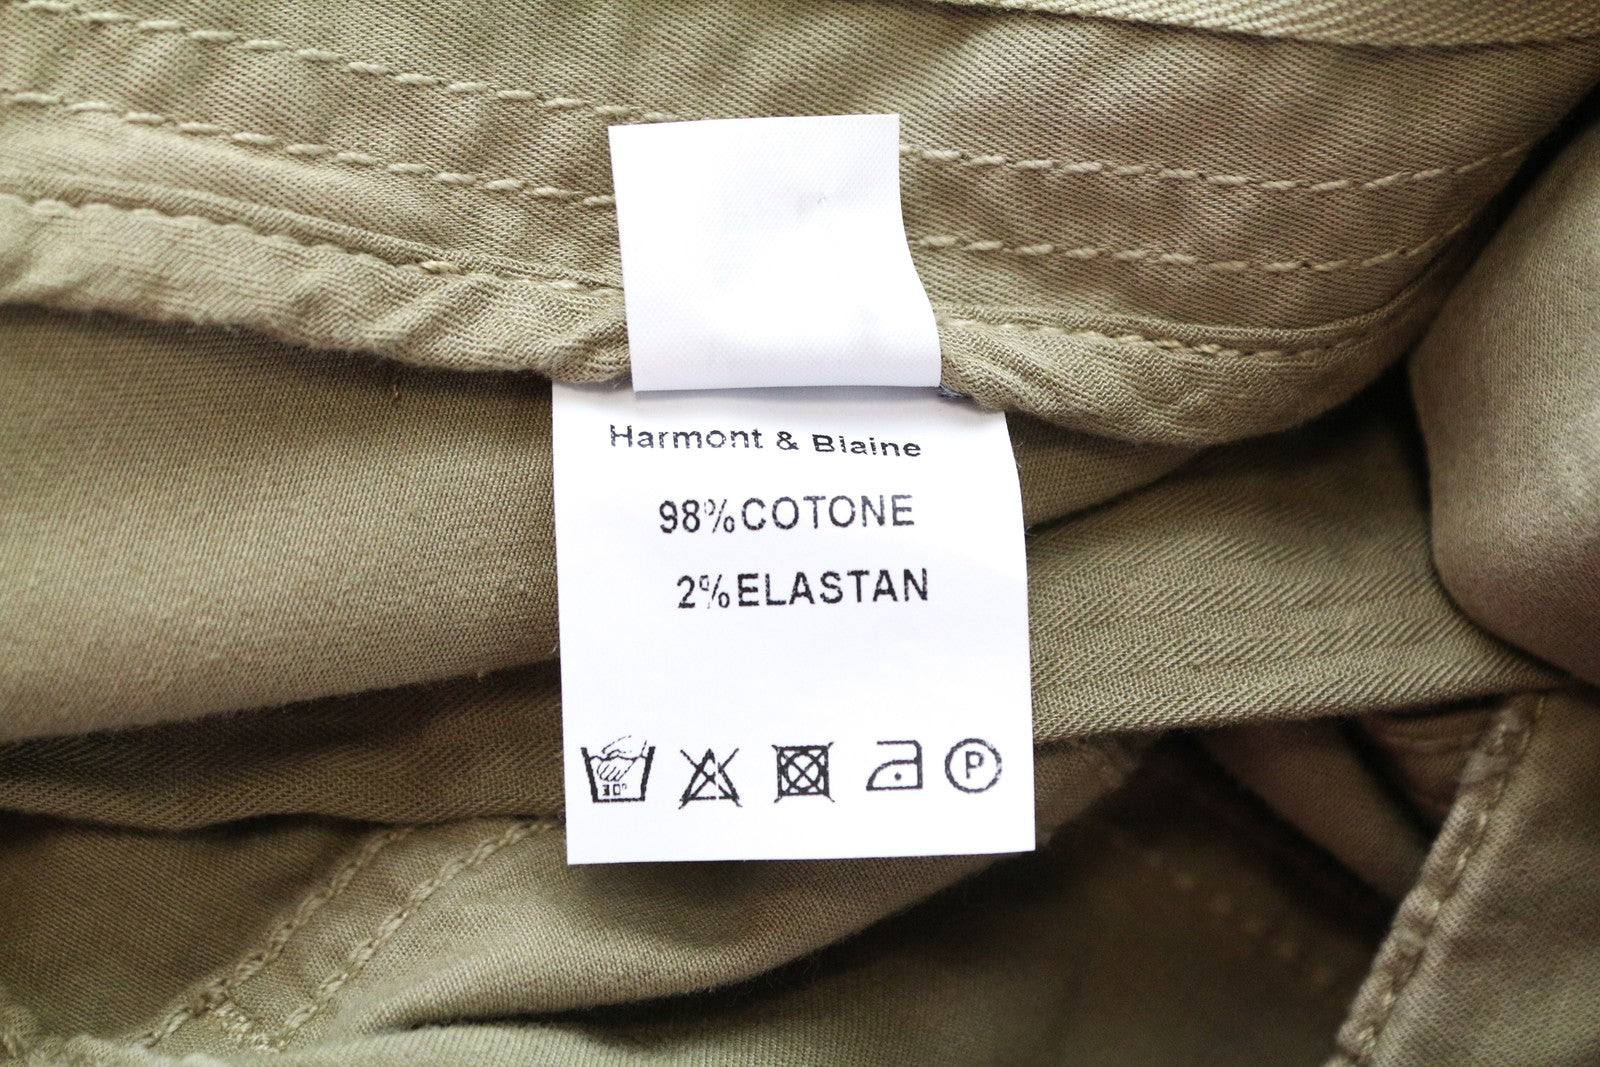 Harmont & Blaine
98%COTONE
2%ELASTAN
30°
P